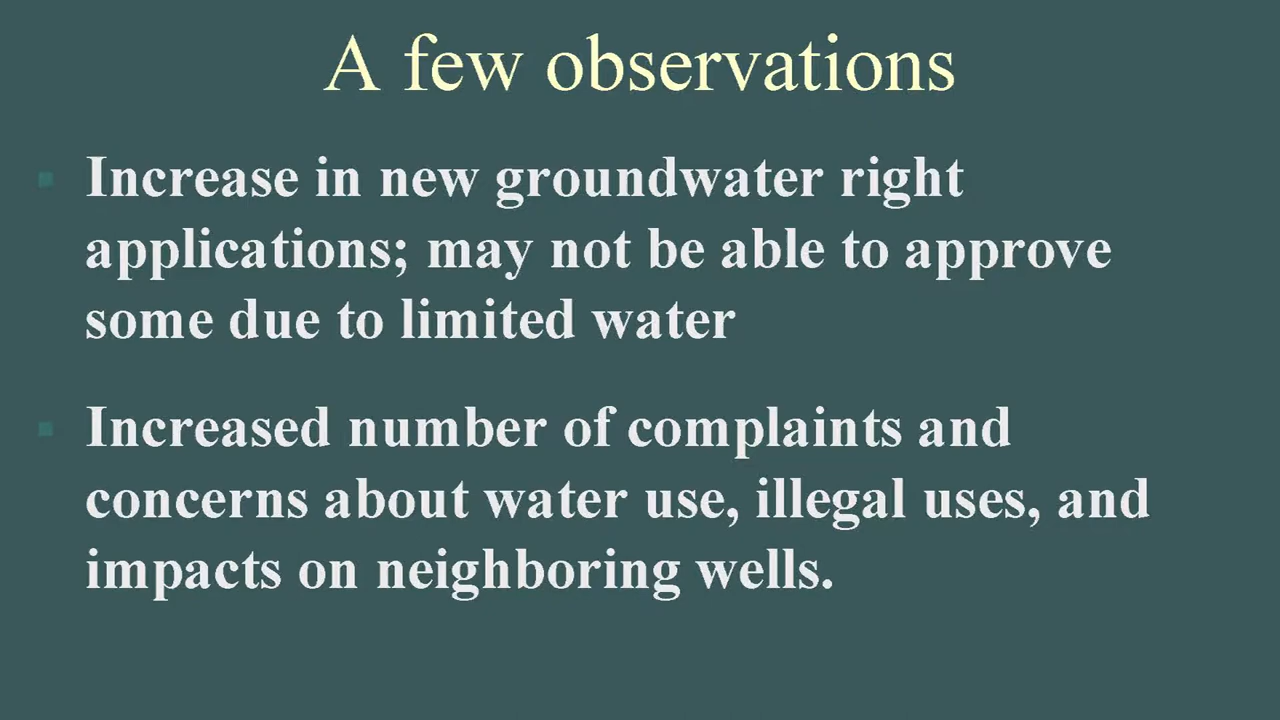 A few observations
Increase in new groundwater right
applications; may not be able to approve
some due to limited water
Increased number of complaints and
concerns about water use, illegal uses, and
impacts on neighboring wells.